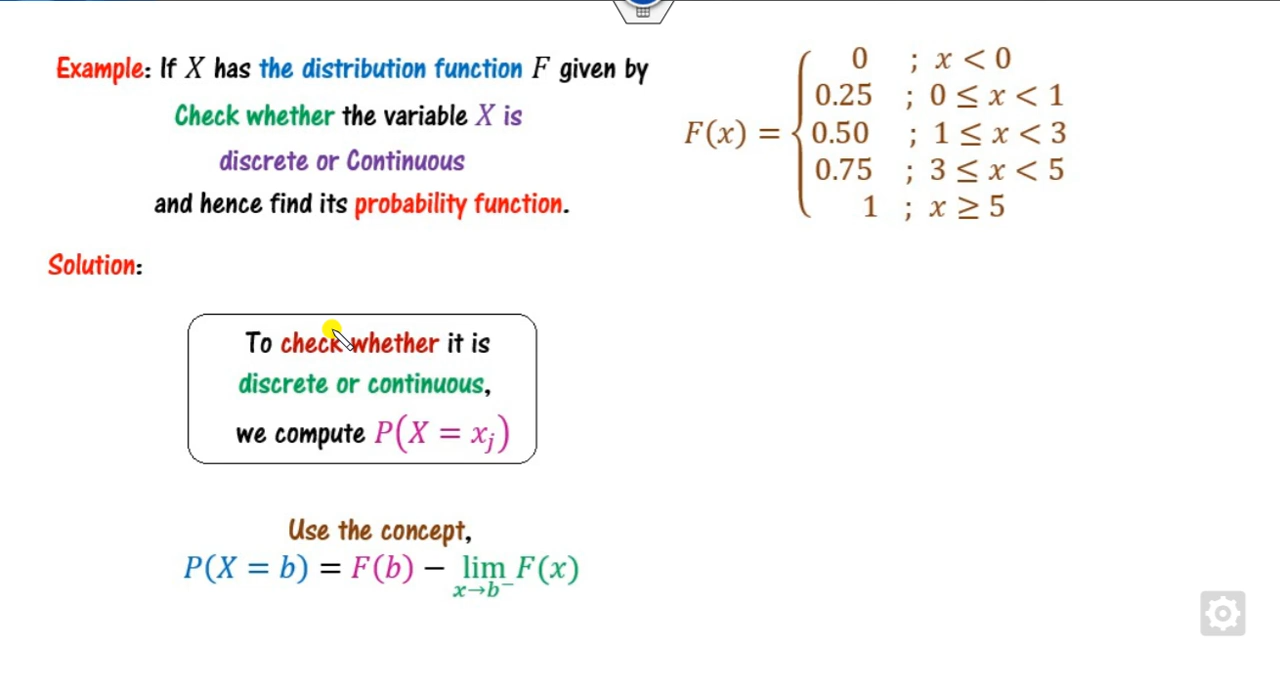 Example: If X has the distribution function F given by
Check whether the variable X is
discrete or Continuous
and hence find its probability function.
F(x) = {
0 ; x < 0
0.25 ; 0 ≤ x < 1
0.50 ; 1 ≤ x < 3
0.75 ; 3 ≤ x < 5
1 ; x ≥ 5
Solution:
To check whether it is
discrete or continuous,
we compute P(X = xⱼ)
Use the concept,
P(X = b) = F(b) − lim x→b⁻ F(x)